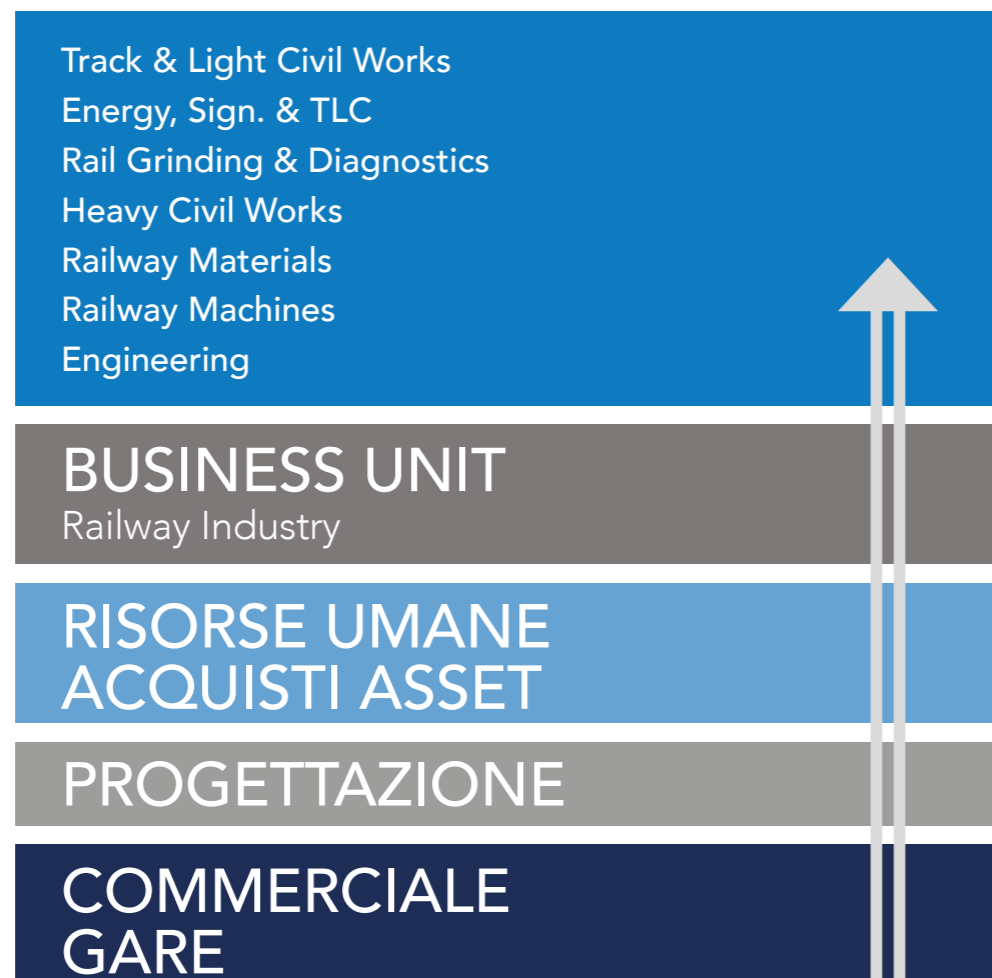 Track & Light Civil Works
Energy, Sign. & TLC
Rail Grinding & Diagnostics
Heavy Civil Works
Railway Materials
Railway Machines
Engineering
BUSINESS UNIT
Railway Industry
RISORSE UMANE
ACQUISTI ASSET
PROGETTAZIONE
COMMERCIALE
GARE